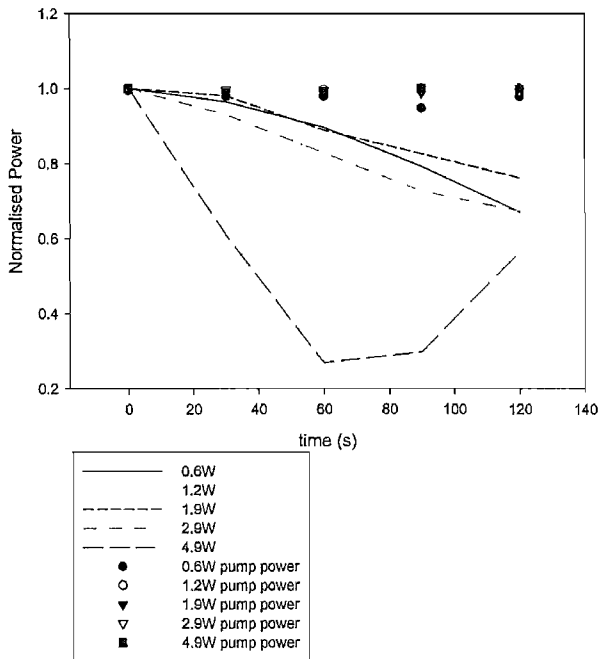 1.2
1.0
0.8
0.6
0.4
0.2
Normalised Power
0 20 40 60 80 100 120 140
time (s)
0.6W
1.2W
1.9W
2.9W
4.9W
0.6W pump power
1.2W pump power
1.9W pump power
2.9W pump power
4.9W pump power